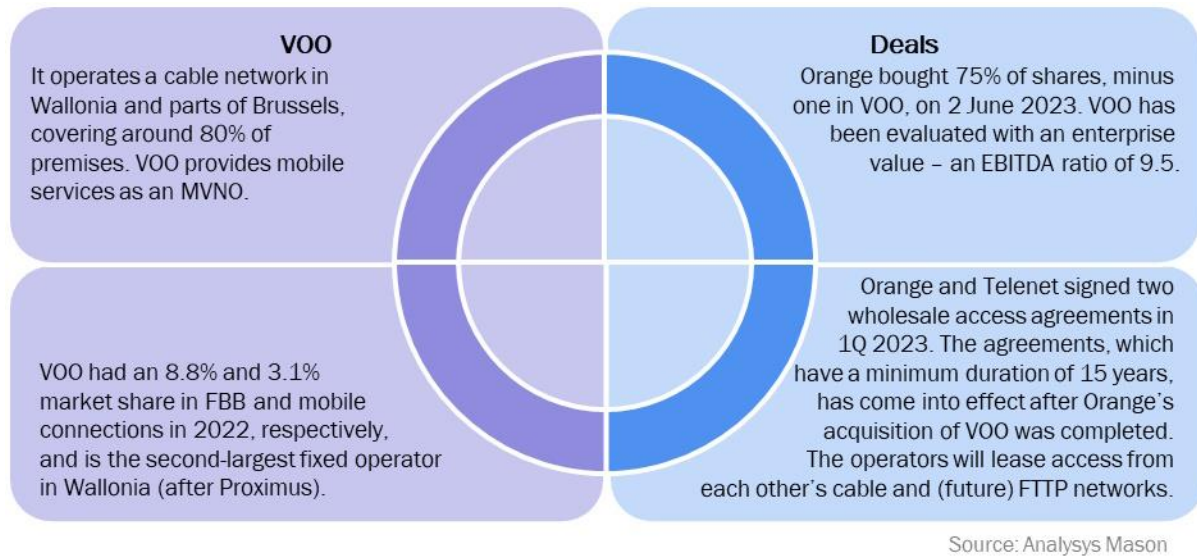 VOO
It operates a cable network in
Wallonia and parts of Brussels,
covering around 80% of
premises. VOO provides mobile
services as an MVNO.
Deals
Orange bought 75% of shares, minus
one in VOO, on 2 June 2023. VOO has
been evaluated with an enterprise
value – an EBITDA ratio of 9.5.
VOO had an 8.8% and 3.1%
market share in FBB and mobile
connections in 2022, respectively,
and is the second-largest fixed operator
in Wallonia (after Proximus).
Orange and Telenet signed two
wholesale access agreements in
1Q 2023. The agreements, which
have a minimum duration of 15 years,
has come into effect after Orange’s
acquisition of VOO was completed.
The operators will lease access from
each other’s cable and (future) FTTP networks.
Source: Analysys Mason